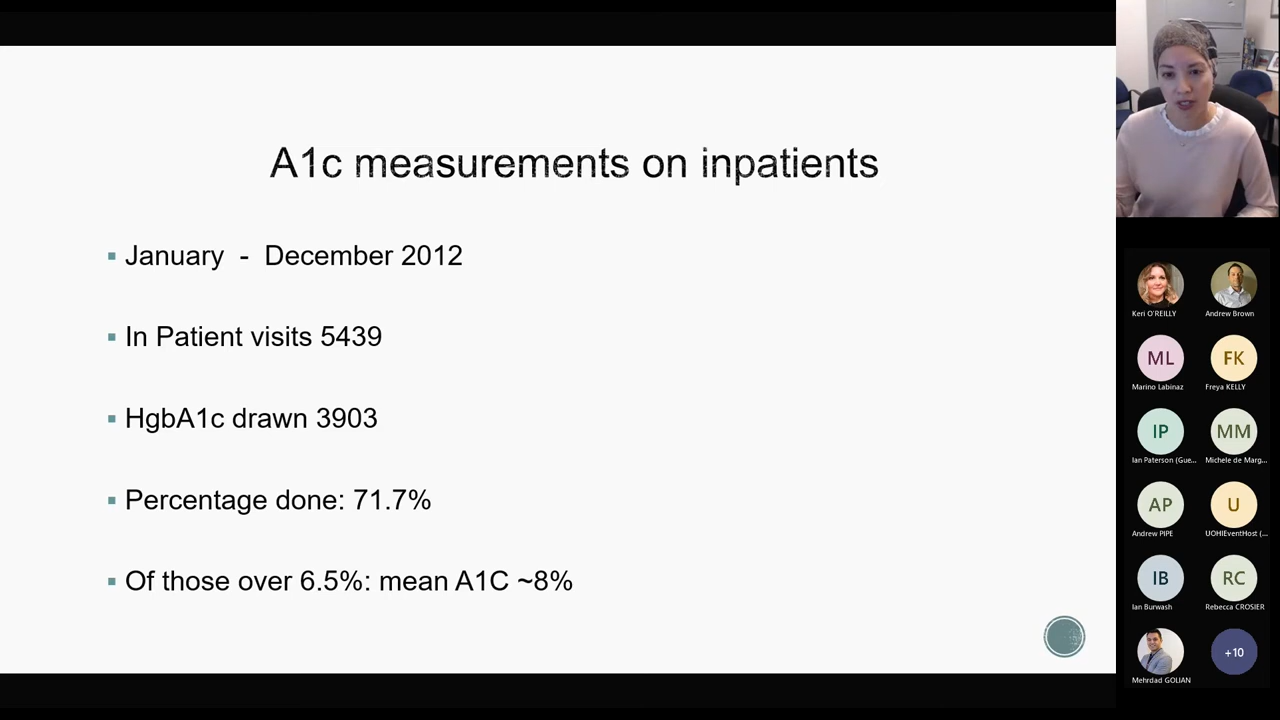 A1c measurements on inpatients
January - December 2012
In Patient visits 5439
HgbA1c drawn 3903
Percentage done: 71.7%
Of those over 6.5%: mean A1C ~8%
Keri O'REILLY
Andrew Brown
ML
FK
Marino Labinaz
Freya KELLY
IP
MM
Ian Paterson (Gue...
Michele de Marg...
AP
U
Andrew PIPE
UOHIEventHost (...
IB
RC
Ian Burwash
Rebecca CROSIER
+10
Mehrdad GOLIAN